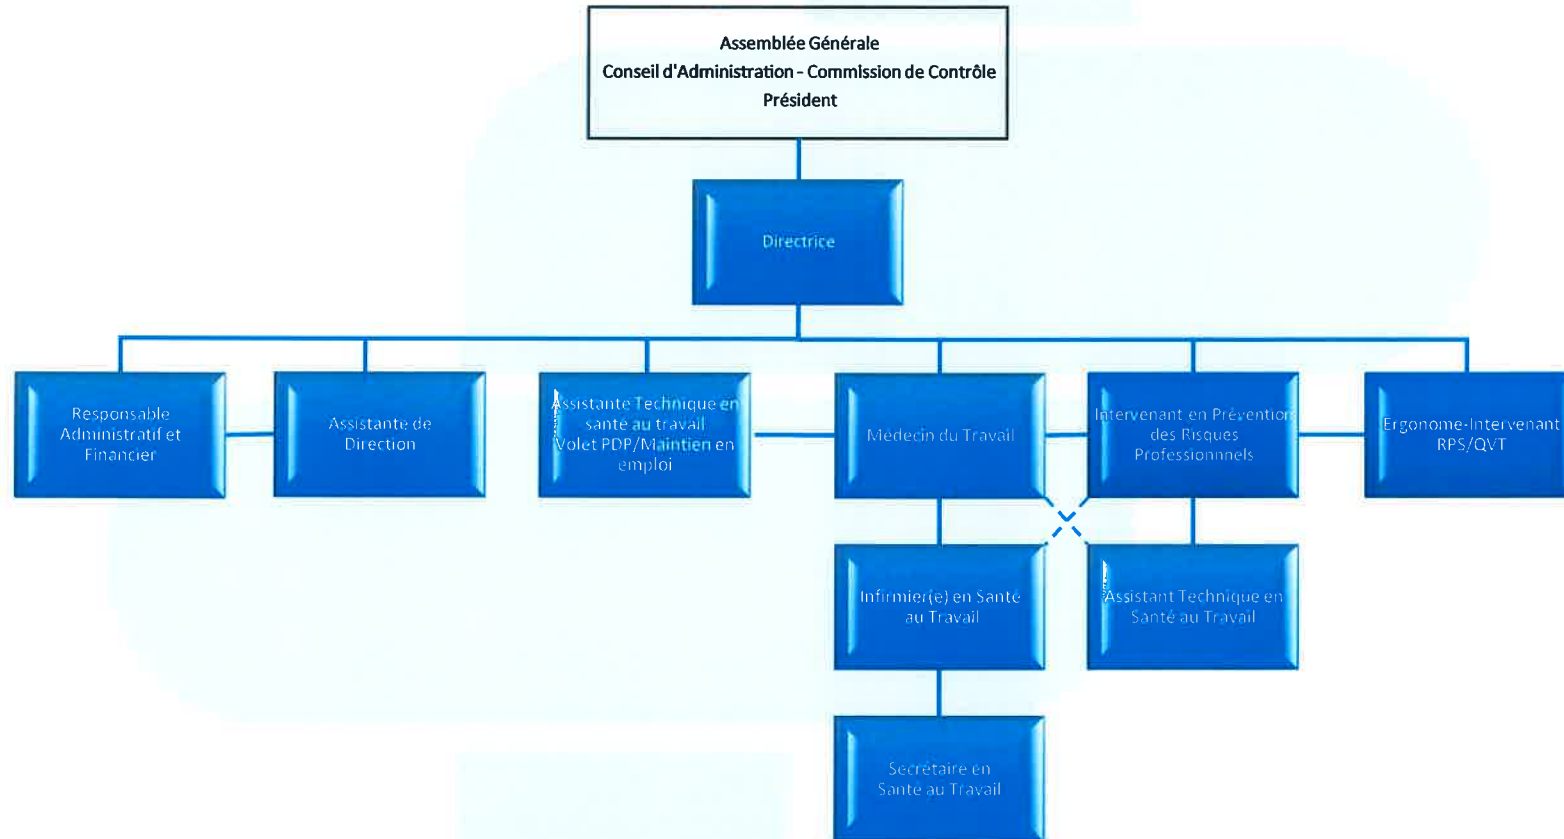 Assemblée Générale
Conseil d'Administration - Commission de Contrôle
Président
Directrice
Responsable
Administratif et
Financier
Assistante de
Direction
Assistante Technique en
santé au travail
Volet PDP/Maintien en
emploi
Médecin du Travail
Intervenant en Prévention
des Risques
Professionnnels
Ergonome-Intervenant
RPS/QVT
Infirmier(e) en Santé
au Travail
Assistant Technique en
Santé au Travail
Secrétaire en
Santé au Travail